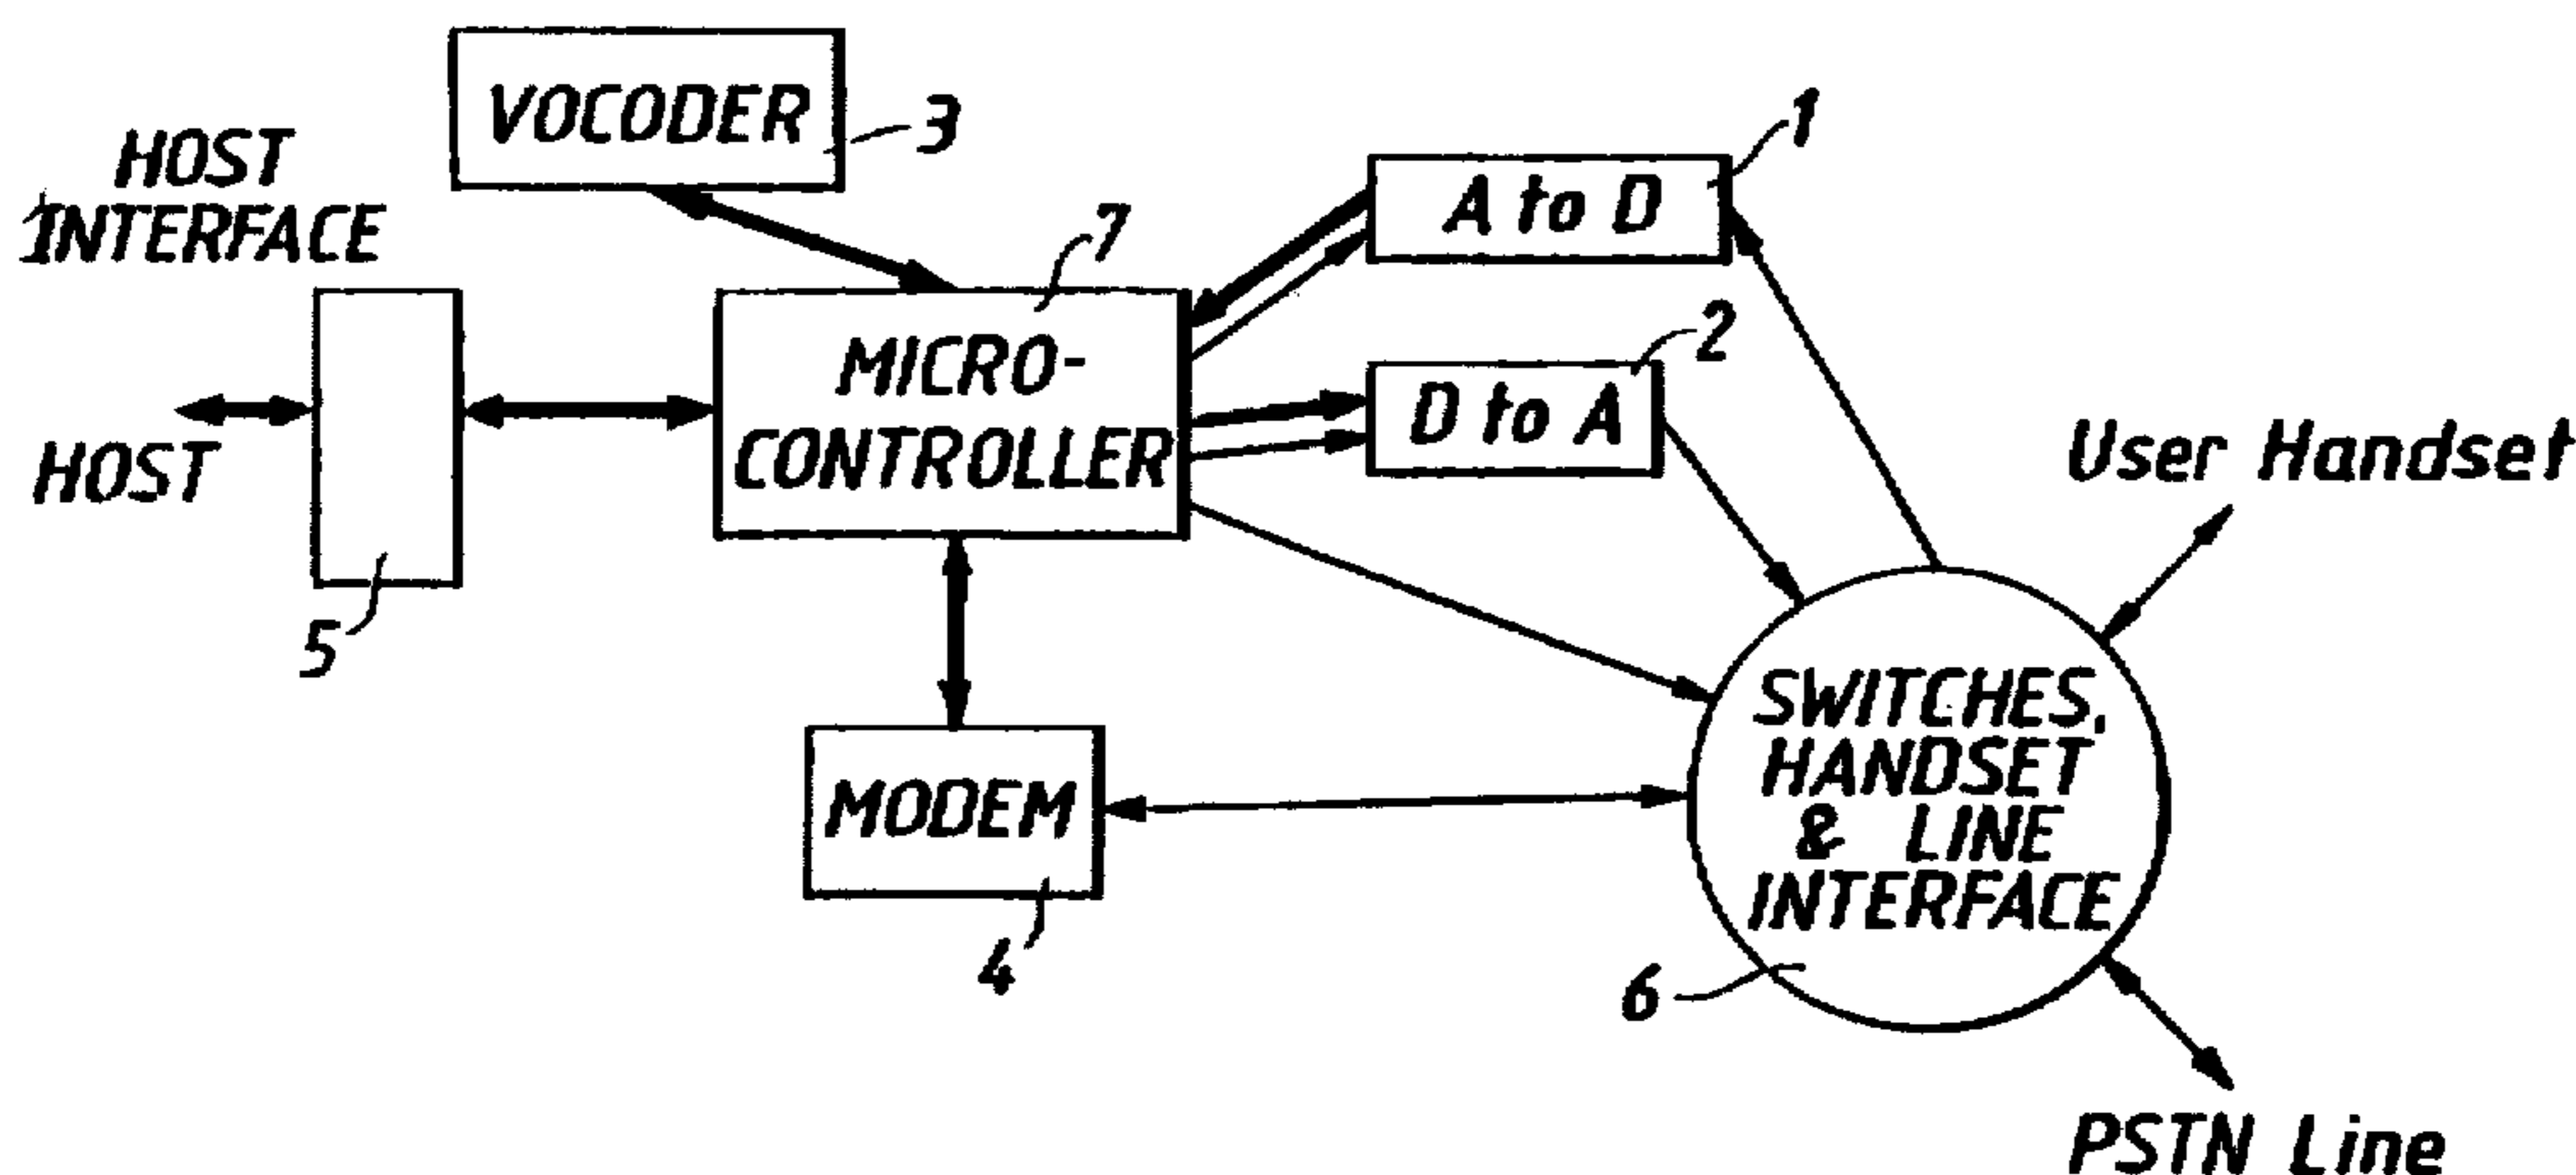 VOCODER
3
HOST
INTERFACE
7
1
A to D
2
D to A
MICRO-
CONTROLLER
HOST
5
User Handset
MODEM
4
SWITCHES,
HANDSET
& LINE
INTERFACE
6
PSTN Line